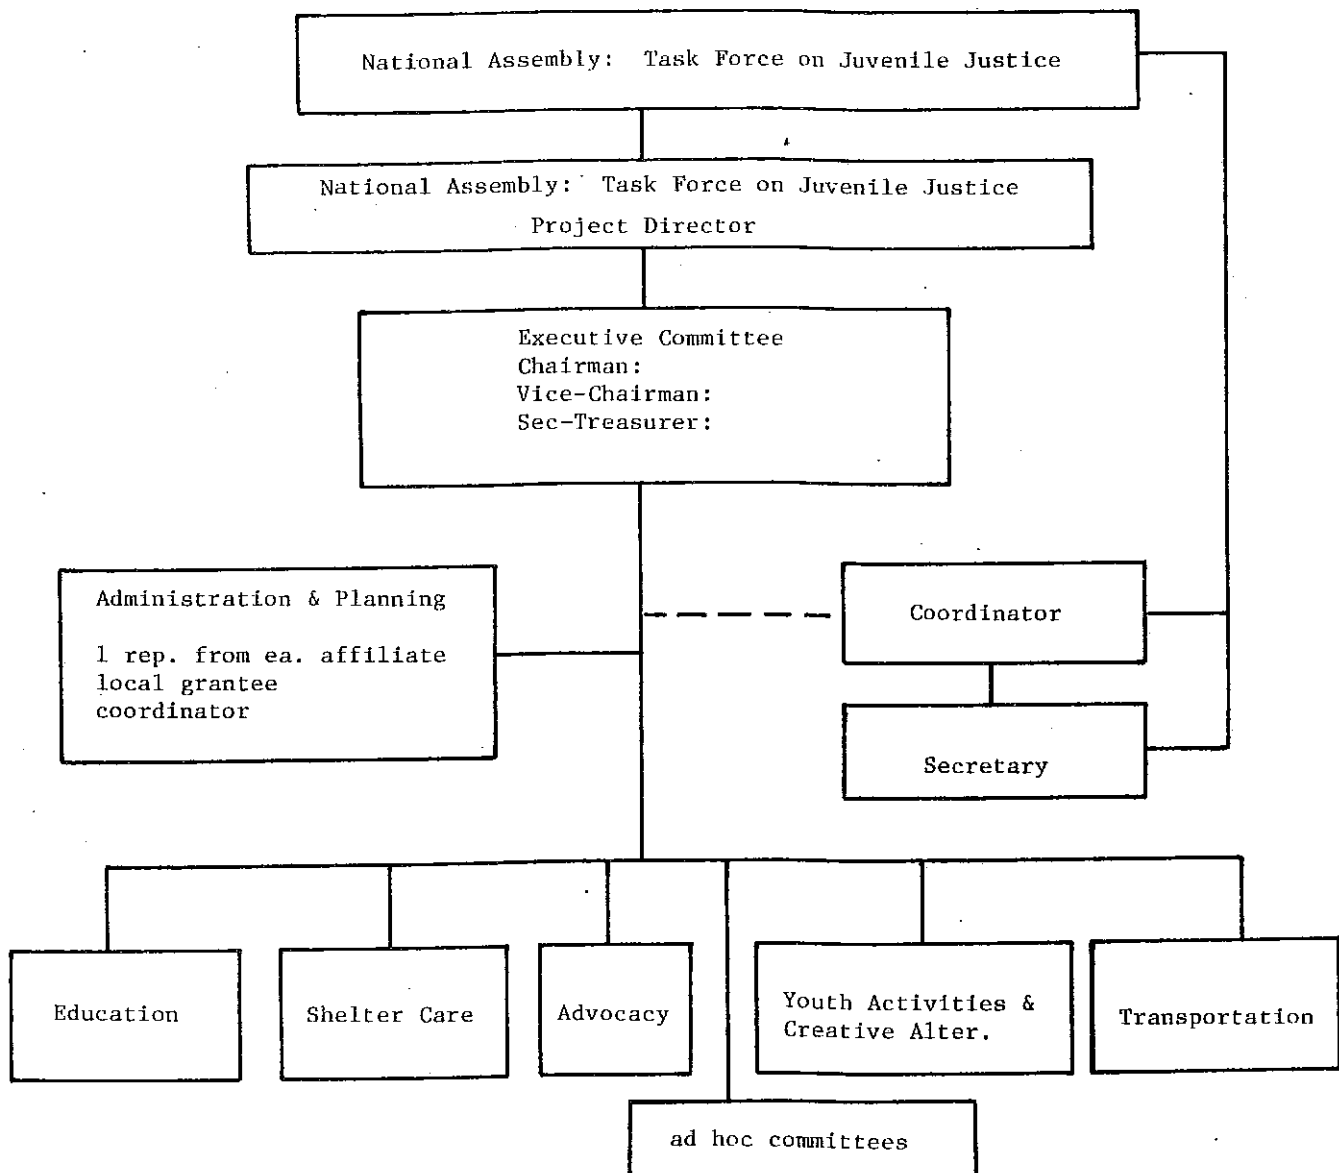 National Assembly: Task Force on Juvenile Justice
National Assembly: Task Force on Juvenile Justice
Project Director
Executive Committee
Chairman:
Vice-Chairman:
Sec-Treasurer:
Administration & Planning
1 rep. from ea. affiliate
local grantee
coordinator
Coordinator
Secretary
Education
Shelter Care
Advocacy
Youth Activities &
Creative Alter.
Transportation
ad hoc committees